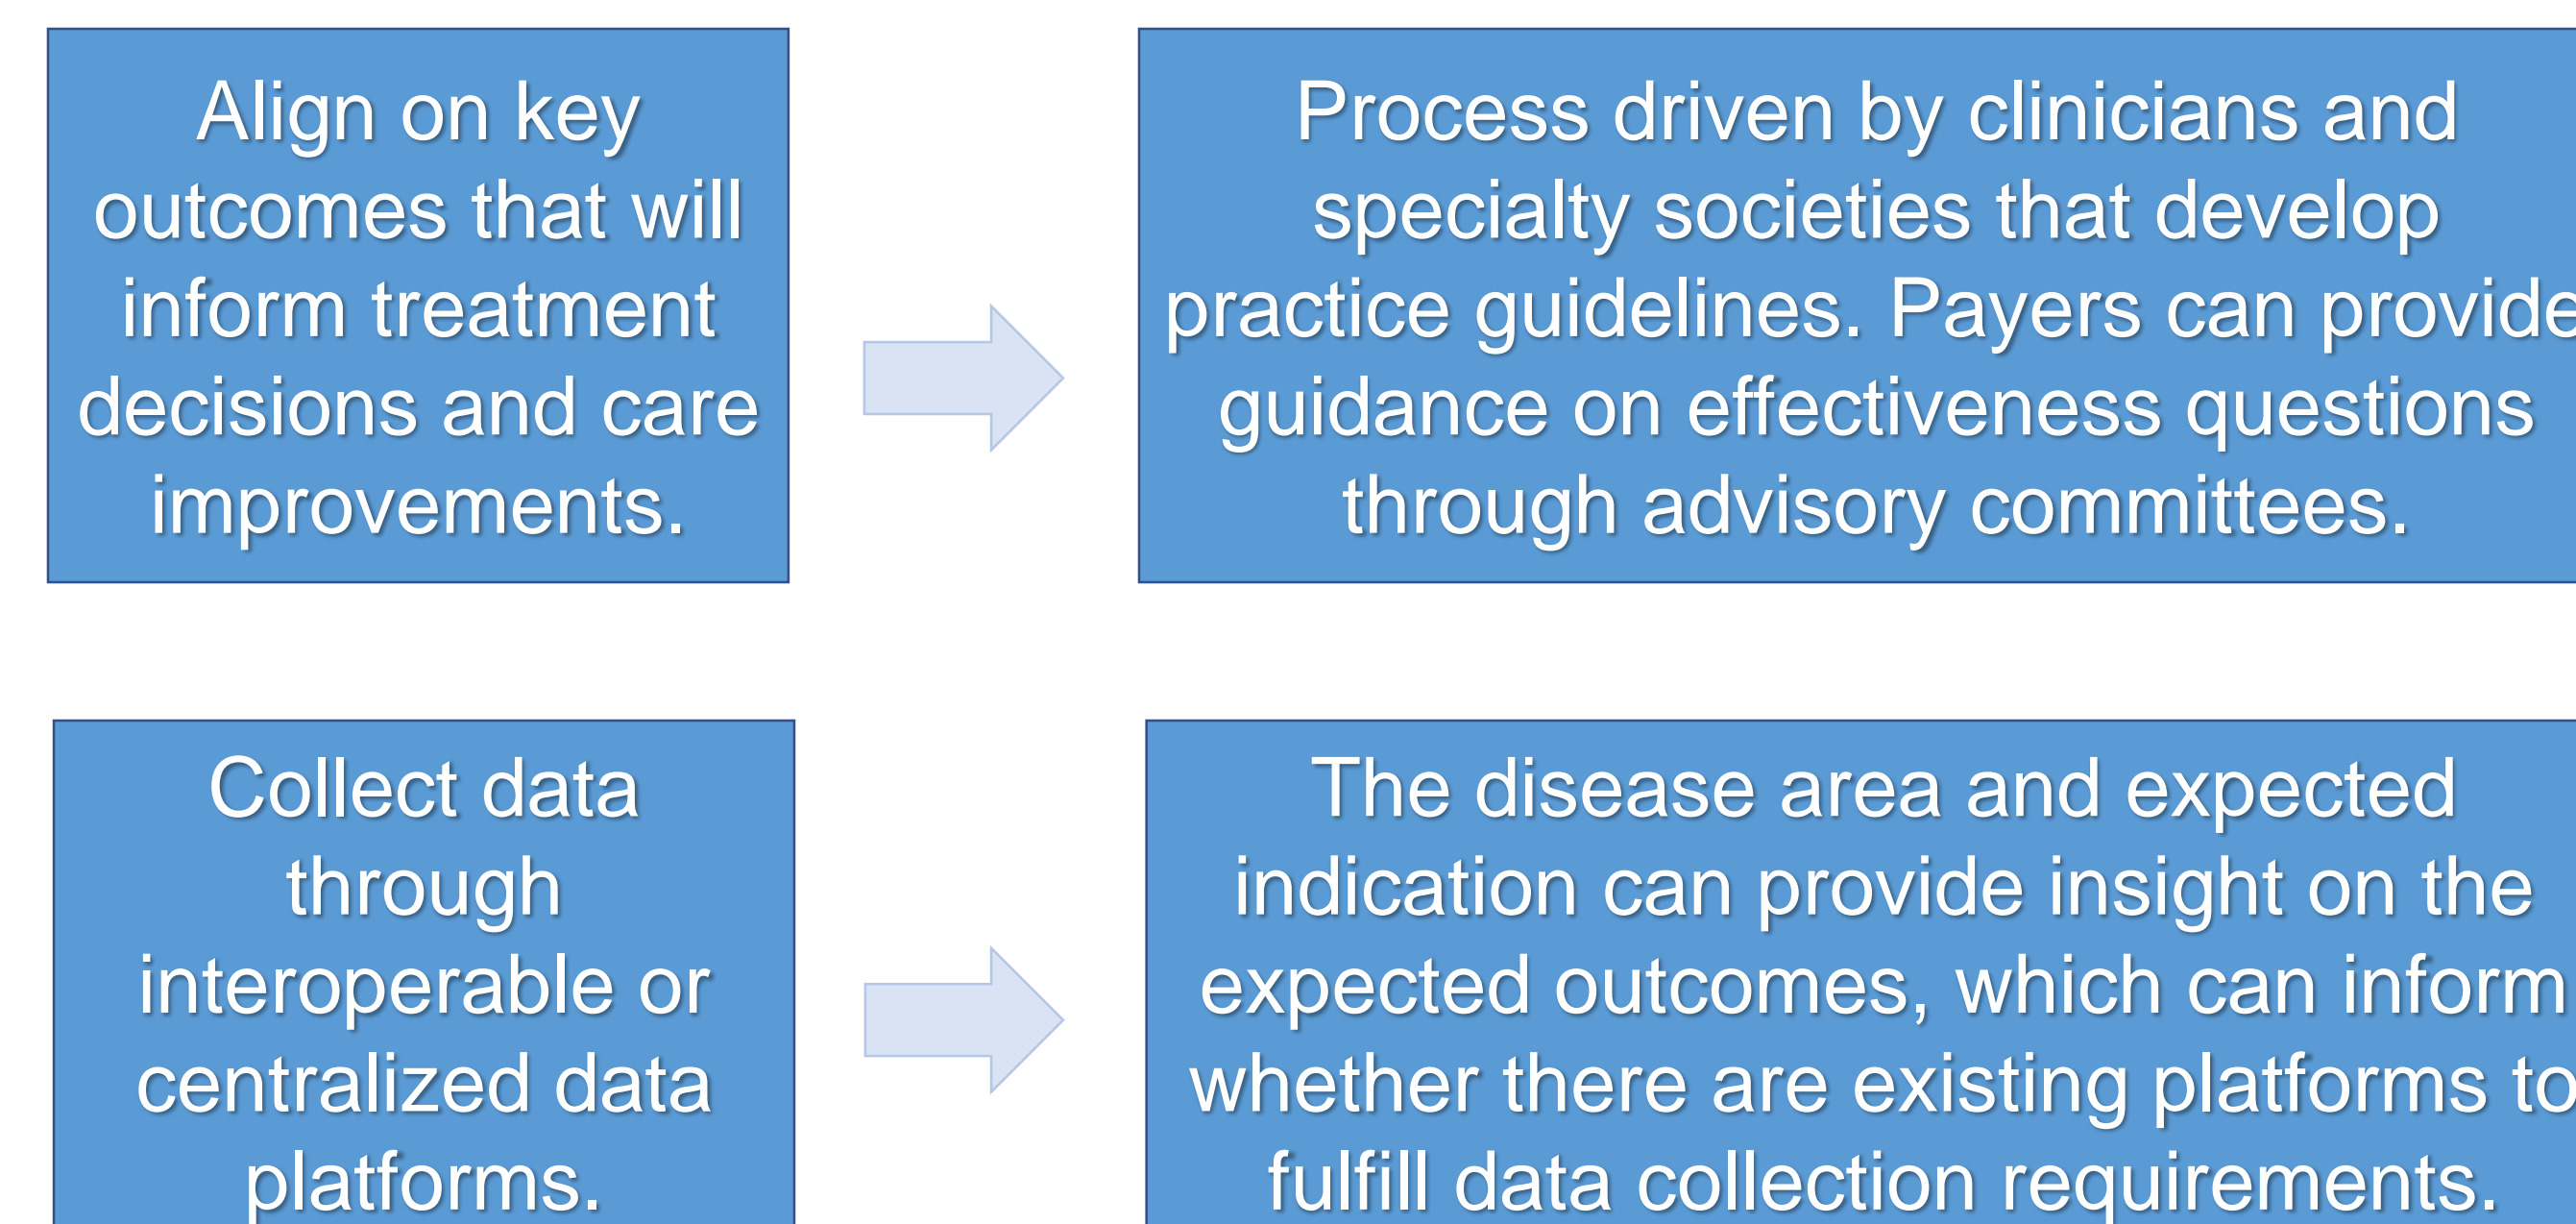 Align on key
outcomes that will
inform treatment
decisions and care
improvements.
Process driven by clinicians and
specialty societies that develop
practice guidelines. Payers can provide
guidance on effectiveness questions
through advisory committees.
Collect data
through
interoperable or
centralized data
platforms.
The disease area and expected
indication can provide insight on the
expected outcomes, which can inform
whether there are existing platforms to
fulfill data collection requirements.